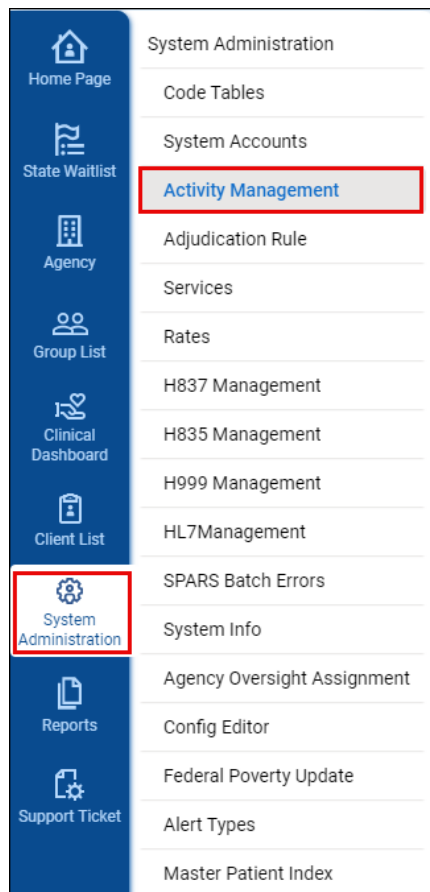 Home Page
State Waitlist
Agency
Group List
Clinical
Dashboard
Client List
System
Administration
Reports
Support Ticket
System Administration
Code Tables
System Accounts
Activity Management
Adjudication Rule
Services
Rates
H837 Management
H835 Management
H999 Management
HL7Management
SPARS Batch Errors
System Info
Agency Oversight Assignment
Config Editor
Federal Poverty Update
Alert Types
Master Patient Index